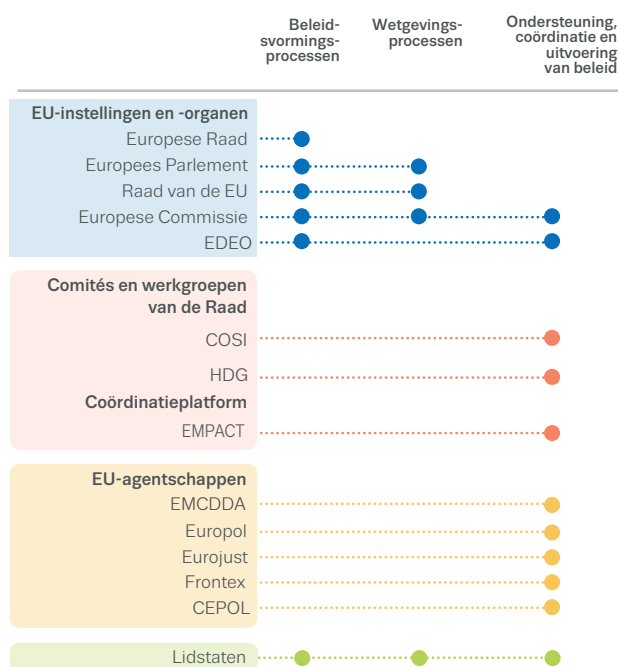 Beleid-
svormings-
processen
Wetgevings-
processen
Ondersteuning,
coördinatie en
uitvoering
van beleid
EU-instellingen en -organen
Europese Raad
Europees Parlement
Raad van de EU
Europese Commissie
EDEO
Comités en werkgroepen
van de Raad
COSI
HDG
Coördinatieplatform
EMPACT
EU-agentschappen
EMCDDA
Europol
Eurojust
Frontex
CEPOL
Lidstaten